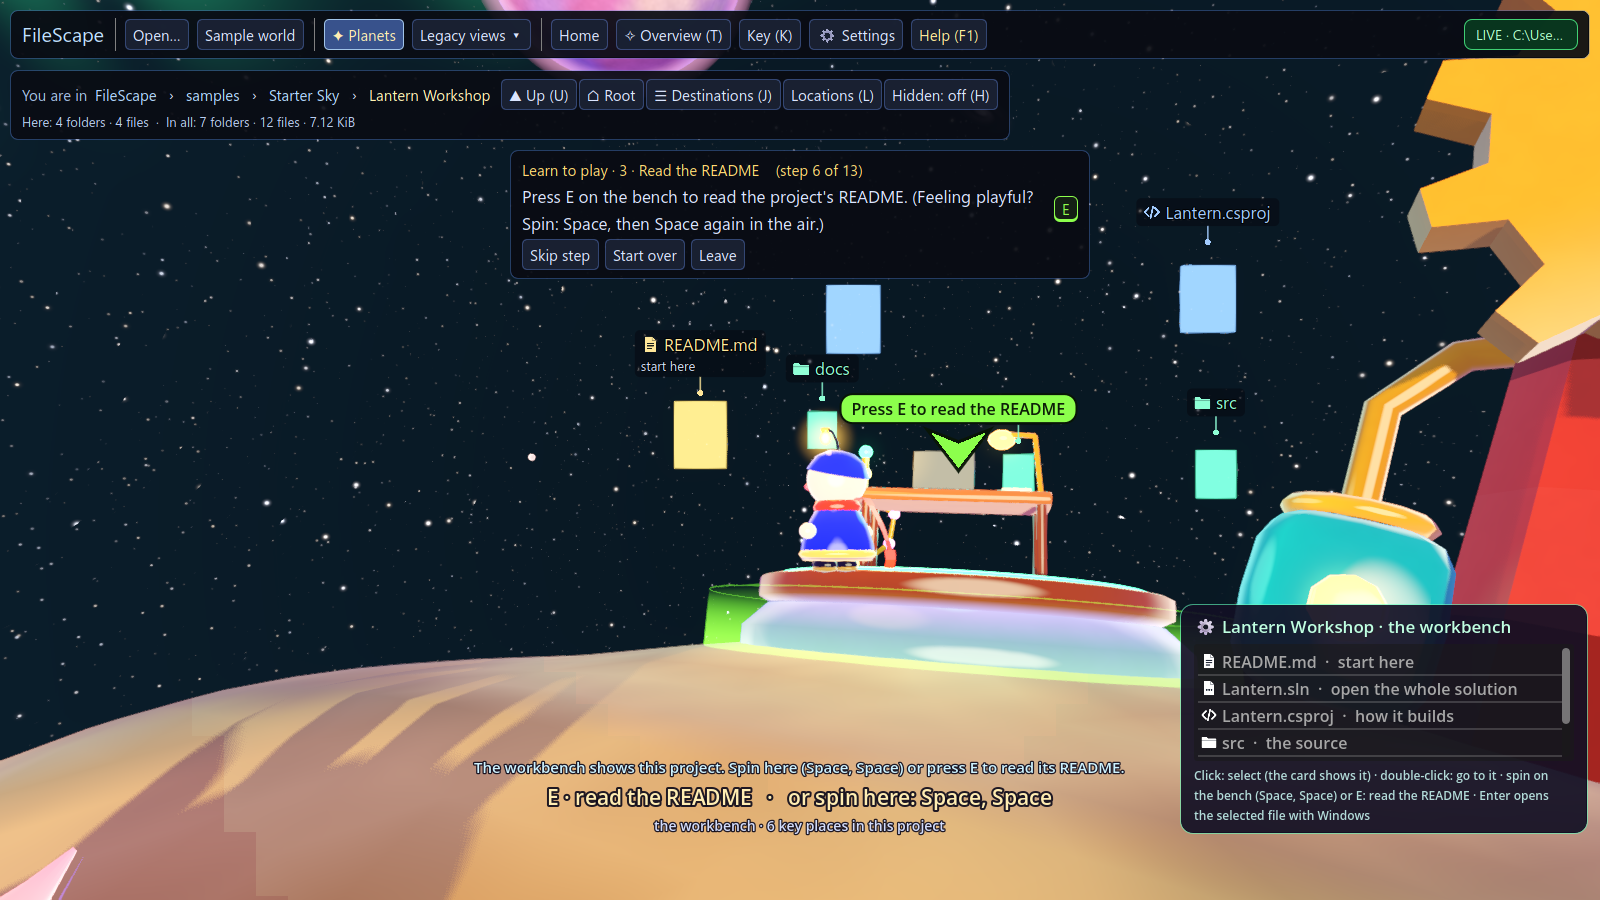 FileScape Open... Sample world ✦ Planets Legacy views ▾ Home ✧ Overview (T) Key (K) Settings Help (F1) LIVE · C:\Use...
You are in FileScape › samples › Starter Sky › Lantern Workshop ▲ Up (U) Root ☰ Destinations (J) Locations (L) Hidden: off (H)
Here: 4 folders · 4 files · In all: 7 folders · 12 files · 7.12 KiB
Learn to play · 3 · Read the README (step 6 of 13)
Press E on the bench to read the project's README. (Feeling playful?
Spin: Space, then Space again in the air.)
E
Skip step Start over Leave
Lantern.csproj
README.md
start here
docs
Press E to read the README
src
Lantern Workshop · the workbench
README.md · start here
Lantern.sln · open the whole solution
Lantern.csproj · how it builds
src · the source
Click: select (the card shows it) · double-click: go to it · spin on
the bench (Space, Space) or E: read the README · Enter opens
the selected file with Windows
The workbench shows this project. Spin here (Space, Space) or press E to read its README.
E · read the README · or spin here: Space, Space
the workbench · 6 key places in this project